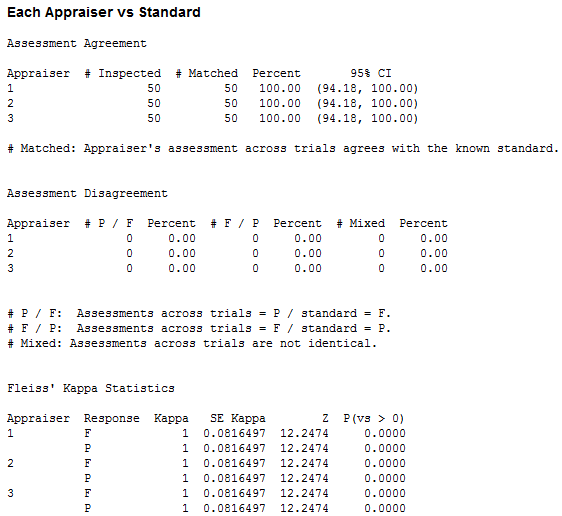 Each Appraiser vs Standard
Assessment Agreement
Appraiser # Inspected # Matched Percent 95% CI
1 50 50 100.00 (94.18, 100.00)
2 50 50 100.00 (94.18, 100.00)
3 50 50 100.00 (94.18, 100.00)
# Matched: Appraiser's assessment across trials agrees with the known standard.
Assessment Disagreement
Appraiser # P / F Percent # F / P Percent # Mixed Percent
1 0 0.00 0 0.00 0 0.00
2 0 0.00 0 0.00 0 0.00
3 0 0.00 0 0.00 0 0.00
# P / F: Assessments across trials = P / standard = F.
# F / P: Assessments across trials = F / standard = P.
# Mixed: Assessments across trials are not identical.
Fleiss' Kappa Statistics
Appraiser Response Kappa SE Kappa Z P(vs > 0)
1 F 1 0.0816497 12.2474 0.0000
P 1 0.0816497 12.2474 0.0000
2 F 1 0.0816497 12.2474 0.0000
P 1 0.0816497 12.2474 0.0000
3 F 1 0.0816497 12.2474 0.0000
P 1 0.0816497 12.2474 0.0000